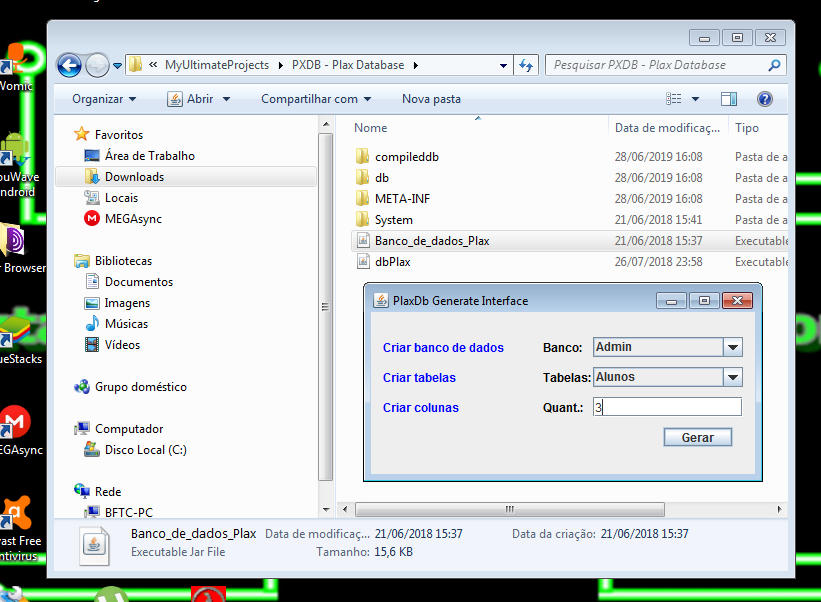 « MyUltimateProjects ▸ PXDB - Plax Database ▸
Pesquisar PXDB - Plax Database
Organizar Abrir Compartilhar com Nova pasta
Favoritos
Área de Trabalho
Downloads
Locais
MEGAsync
Bibliotecas
Documentos
Imagens
Músicas
Vídeos
Grupo doméstico
Computador
Disco Local (C:)
Rede
BFTC-PC
Nome Data de modificaç... Tipo
compileddb 28/06/2019 16:08 Pasta de a
db 28/06/2019 16:08 Pasta de a
META-INF 28/06/2019 16:08 Pasta de a
System 21/06/2018 15:41 Pasta de a
Banco_de_dados_Plax 21/06/2018 15:37 Executable
dbPlax 26/07/2018 23:58 Executable
PlaxDb Generate Interface
Criar banco de dados Banco: Admin
Criar tabelas Tabelas: Alunos
Criar colunas Quant.: 3
Gerar
Banco_de_dados_Plax Data de modificaç... 21/06/2018 15:37 Data da criação: 21/06/2018 15:37
Executable Jar File Tamanho: 15,6 KB
Womic
ouWave
ndroid
r Browser
ueStacks
EGAsync
rast Free
ntivirus